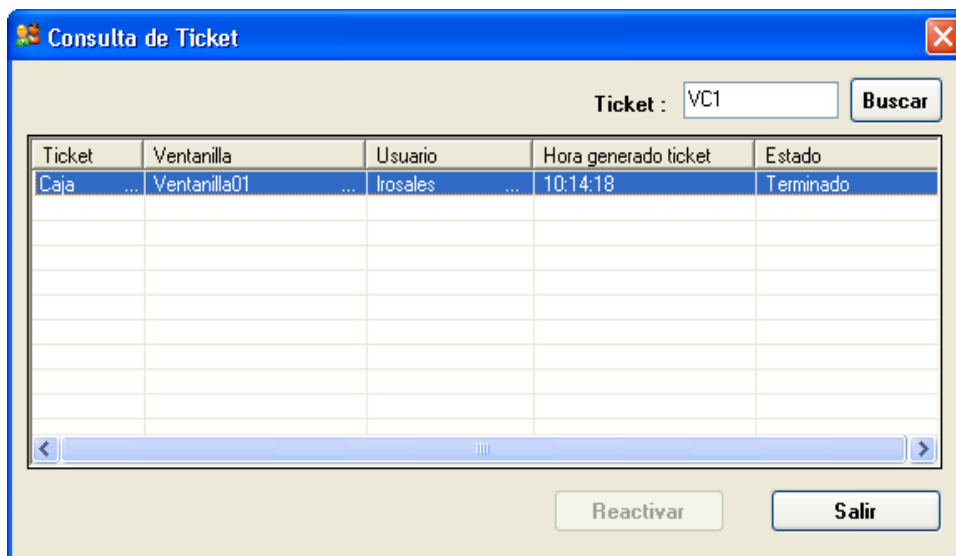 Consulta de Ticket
Ticket : VC1 Buscar
Ticket Ventanilla Usuario Hora generado ticket Estado
Caja ... Ventanilla01 ... lrosales ... 10:14:18 Terminado
Reactivar Salir